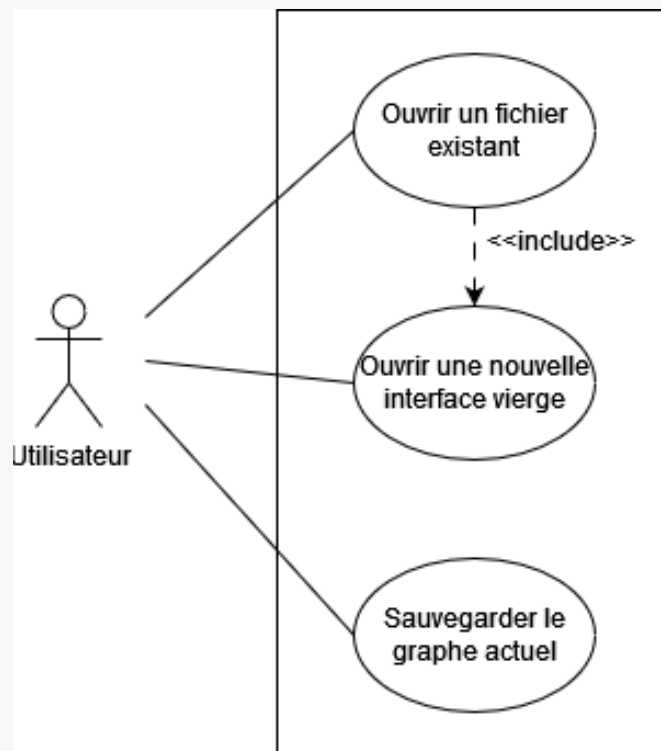 Ouvrir un fichier
existant
<<include>>
Ouvrir une nouvelle
interface vierge
Utilisateur
Sauvegarder le
graphe actuel